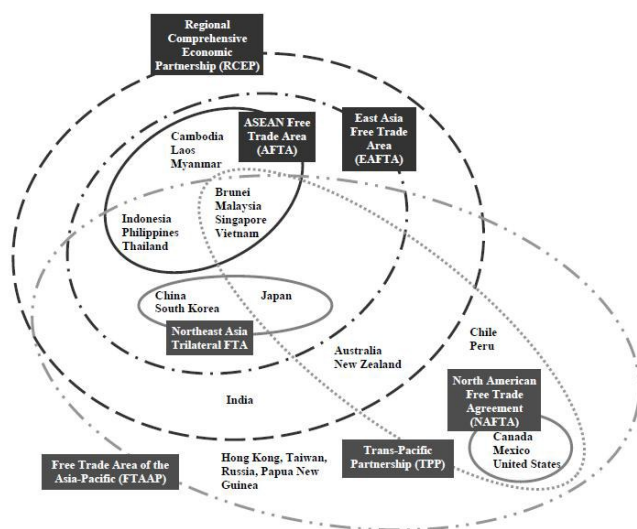 Regional
Comprehensive
Economic
Partnership (RCEP)
ASEAN Free
Trade Area
(AFTA)
East Asia
Free Trade
Area
(EAFTA)
Cambodia
Laos
Myanmar
Brunei
Malaysia
Singapore
Vietnam
Indonesia
Philippines
Thailand
China
South Korea
Japan
Northeast Asia
Trilateral FTA
Australia
New Zealand
Chile
Peru
India
North American
Free Trade
Agreement
(NAFTA)
Canada
Mexico
United States
Trans-Pacific
Partnership (TPP)
Hong Kong, Taiwan,
Russia, Papua New
Guinea
Free Trade Area of the
Asia-Pacific (FTAAP)